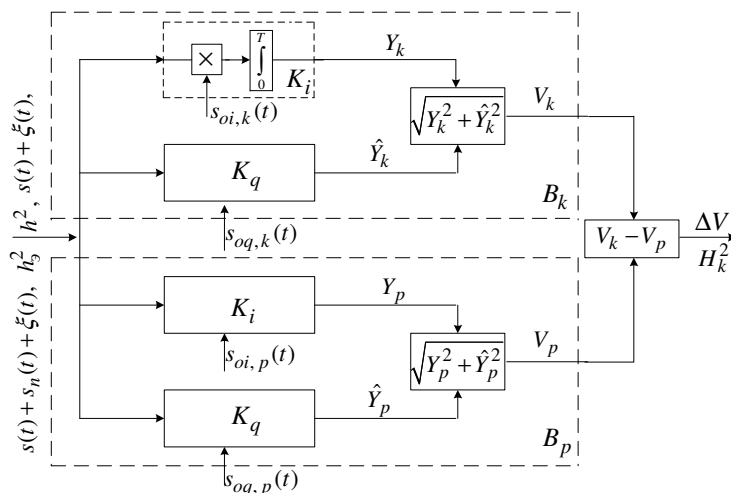 s(t) + s_n(t) + ξ(t), h_э^2 h^2, s(t) + ξ(t),
×
∫_0^T
K_i
s_{oi,k}(t)
Y_k
√(Y_k^2 + Ŷ_k^2)
V_k
K_q
Ŷ_k
s_{oq,k}(t)
B_k
V_k − V_p
ΔV
H_k^2
K_i
Y_p
s_{oi,p}(t)
√(Y_p^2 + Ŷ_p^2)
V_p
K_q
Ŷ_p
s_{oq,p}(t)
B_p